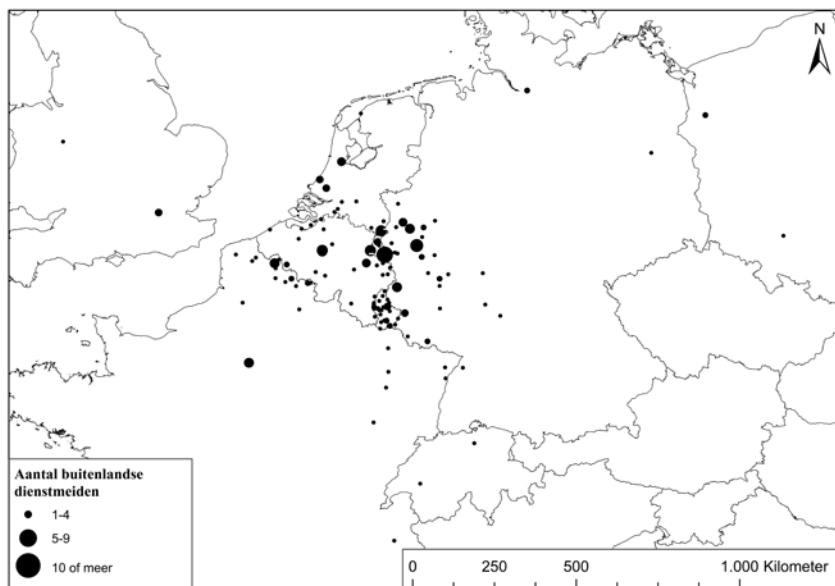 N
Aantal buitenlandse
dienstmeiden
1-4
5-9
10 of meer
0 250 500 1.000 Kilometer